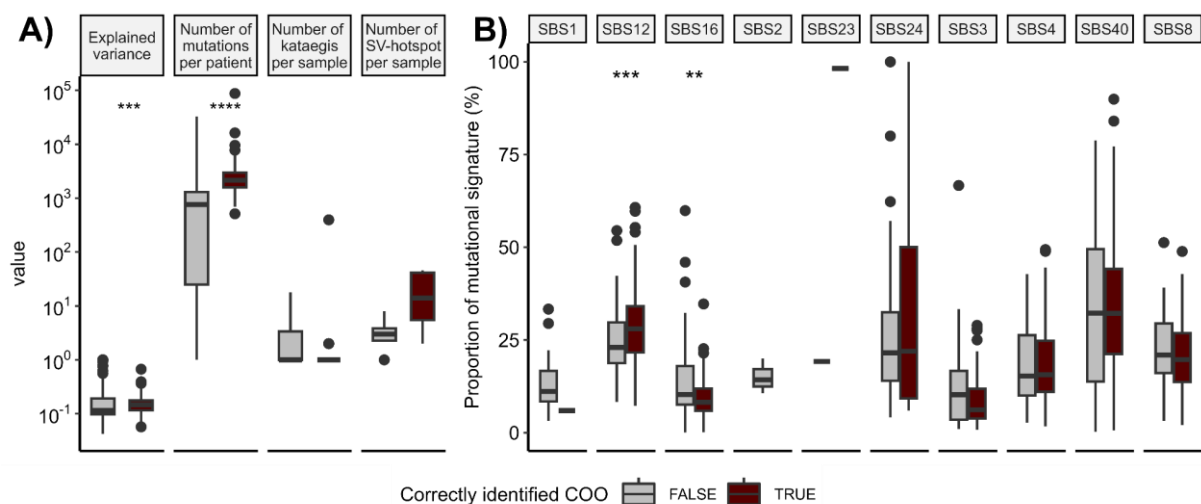 A)
Explained
variance
Number of
mutations
per patient
Number of
kataegis
per sample
Number of
SV-hotspot
per sample
value
10^5
10^4
10^3
10^2
10^1
10^0
10^-1
***
****
B)
SBS1
SBS12
SBS16
SBS2
SBS23
SBS24
SBS3
SBS4
SBS40
SBS8
Proportion of mutational signature (%)
100
75
50
25
0
***
**
Correctly identified COO FALSE TRUE